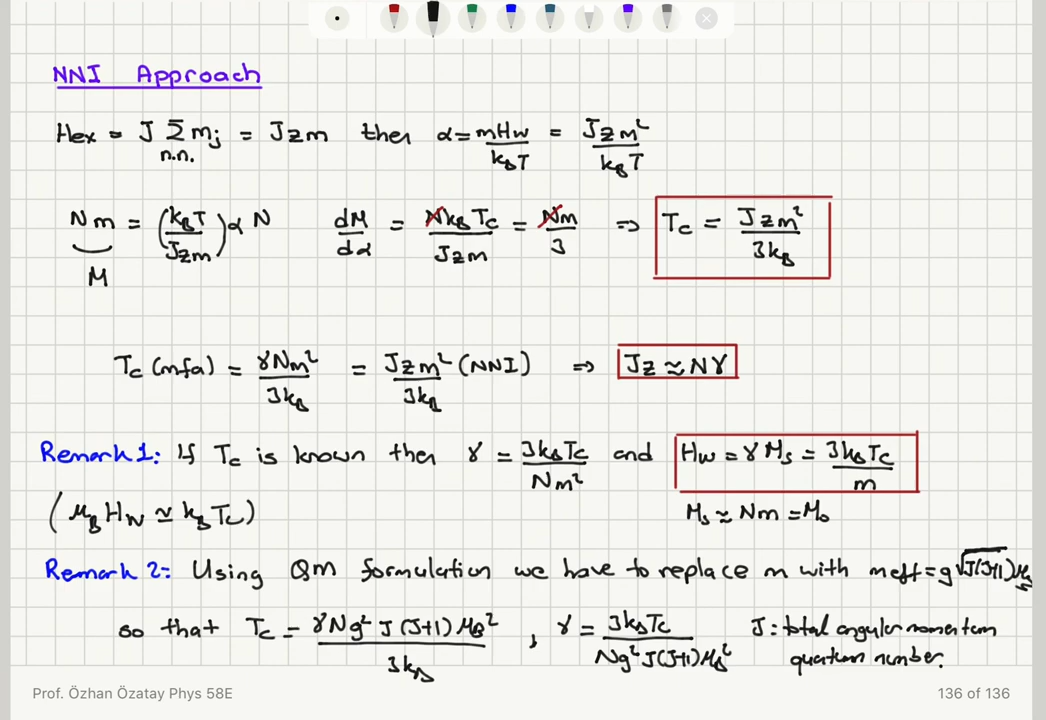 NNI Approach
Hex = J Σ mj = Jzm then α = mHw/kBT = Jzm²/kBT
n.n.
Nm = (kBT/Jzm) α N dM/dα = NkBTc/Jzm = Nm/3 ⇒ Tc = Jzm²/3kB
M
Tc (mfa) = γNm²/3kB = Jzm²/3kB (NNI) ⇒ Jz ≈ Nγ
Remark 1: If Tc is known then γ = 3kBTc/Nm² and Hw = γMs = 3kBTc/m
(μB Hw ≃ kBTc) Ms ≈ Nm = Mo
Remark 2: Using QM formulation we have to replace m with meff = g√J(J+1) μB
so that Tc = γNg² J(J+1) μB²/3kB , γ = 3kBTc/Ng²J(J+1)μB² J: total angular momentum
quantum number.
Prof. Özhan Özatay Phys 58E 136 of 136